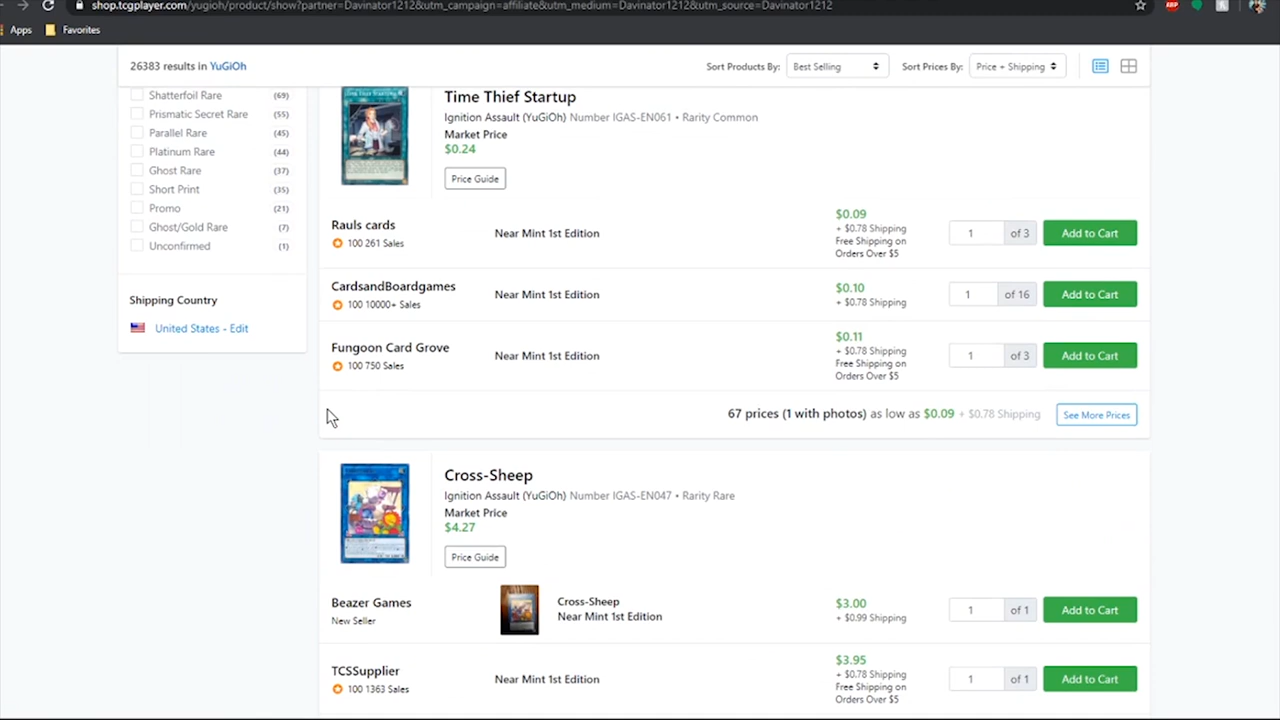 shop.tcgplayer.com/yugioh/product/show?partner=Davinator1212&utm_campaign=affiliate&utm_medium=Davinator1212&utm_source=Davinator1212
ABP
Apps
Favorites
26383 results in YuGiOh
Sort Products By:
Best Selling
Sort Prices By:
Price + Shipping
Shatterfoil Rare (69)
Prismatic Secret Rare (55)
Parallel Rare (45)
Platinum Rare (44)
Ghost Rare (37)
Short Print (35)
Promo (21)
Ghost/Gold Rare (7)
Unconfirmed (1)
Shipping Country
United States - Edit
Time Thief Startup
Ignition Assault (YuGiOh) Number IGAS-EN061 • Rarity Common
Market Price
$0.24
Price Guide
Rauls cards
100 261 Sales
Near Mint 1st Edition
$0.09
+ $0.78 Shipping
Free Shipping on
Orders Over $5
1 of 3
Add to Cart
CardsandBoardgames
100 10000+ Sales
Near Mint 1st Edition
$0.10
+ $0.78 Shipping
1 of 16
Add to Cart
Fungoon Card Grove
100 750 Sales
Near Mint 1st Edition
$0.11
+ $0.78 Shipping
Free Shipping on
Orders Over $5
1 of 3
Add to Cart
67 prices (1 with photos) as low as $0.09 + $0.78 Shipping
See More Prices
Cross-Sheep
Ignition Assault (YuGiOh) Number IGAS-EN047 • Rarity Rare
Market Price
$4.27
Price Guide
Beazer Games
New Seller
Cross-Sheep
Near Mint 1st Edition
$3.00
+ $0.99 Shipping
1 of 1
Add to Cart
TCSSupplier
100 1363 Sales
Near Mint 1st Edition
$3.95
+ $0.78 Shipping
Free Shipping on
Orders Over $5
1 of 1
Add to Cart